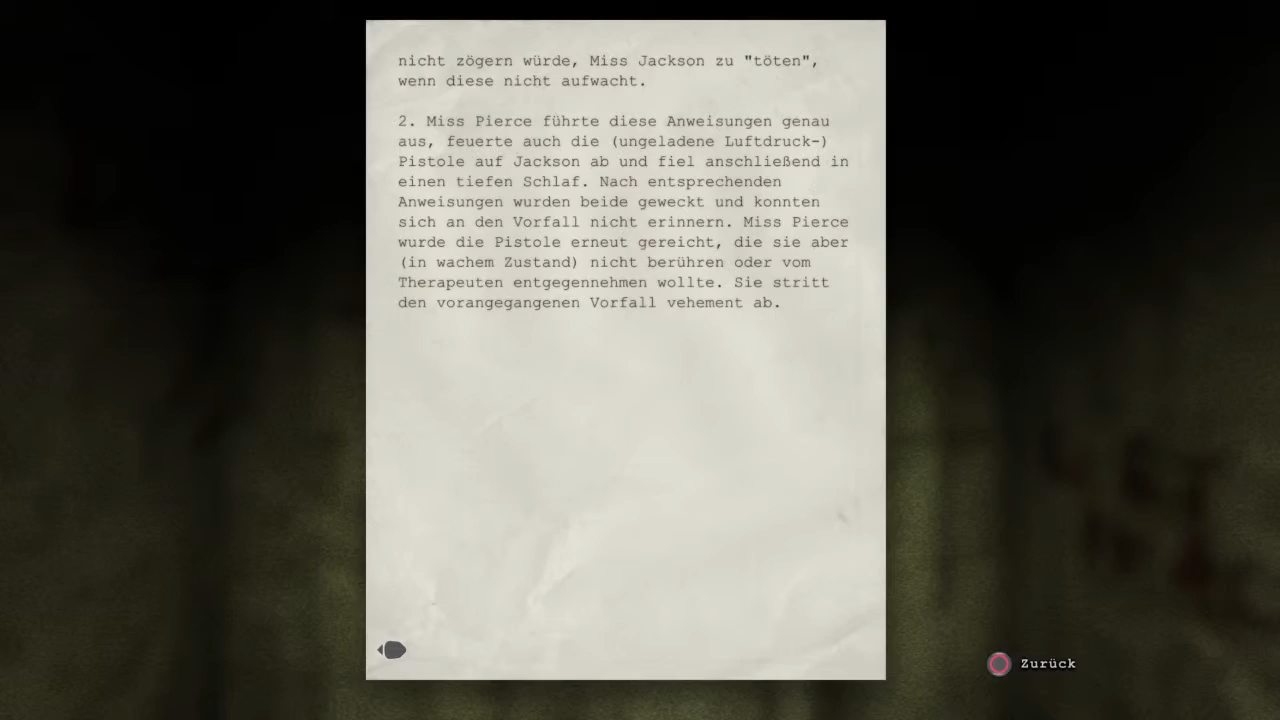 nicht zögern würde, Miss Jackson zu "töten",
wenn diese nicht aufwacht.
2. Miss Pierce führte diese Anweisungen genau
aus, feuerte auch die (ungeladene Luftdruck-)
Pistole auf Jackson ab und fiel anschließend in
einen tiefen Schlaf. Nach entsprechenden
Anweisungen wurden beide geweckt und konnten
sich an den Vorfall nicht erinnern. Miss Pierce
wurde die Pistole erneut gereicht, die sie aber
(in wachem Zustand) nicht berühren oder vom
Therapeuten entgegennehmen wollte. Sie stritt
den vorangegangenen Vorfall vehement ab.
Zurück